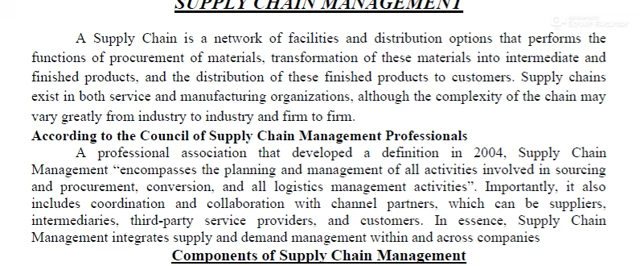 SUPPLY CHAIN MANAGEMENT
A Supply Chain is a network of facilities and distribution options that performs the
functions of procurement of materials, transformation of these materials into intermediate and
finished products, and the distribution of these finished products to customers. Supply chains
exist in both service and manufacturing organizations, although the complexity of the chain may
vary greatly from industry to industry and firm to firm.
According to the Council of Supply Chain Management Professionals
A professional association that developed a definition in 2004, Supply Chain
Management “encompasses the planning and management of all activities involved in sourcing
and procurement, conversion, and all logistics management activities”. Importantly, it also
includes coordination and collaboration with channel partners, which can be suppliers,
intermediaries, third-party service providers, and customers. In essence, Supply Chain
Management integrates supply and demand management within and across companies
Components of Supply Chain Management